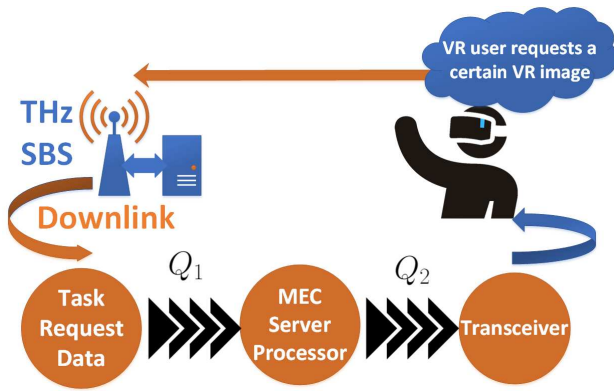 VR user requests a
certain VR image
THz
SBS
Downlink
Q1
Q2
Task
Request
Data
MEC
Server
Processor
Transceiver